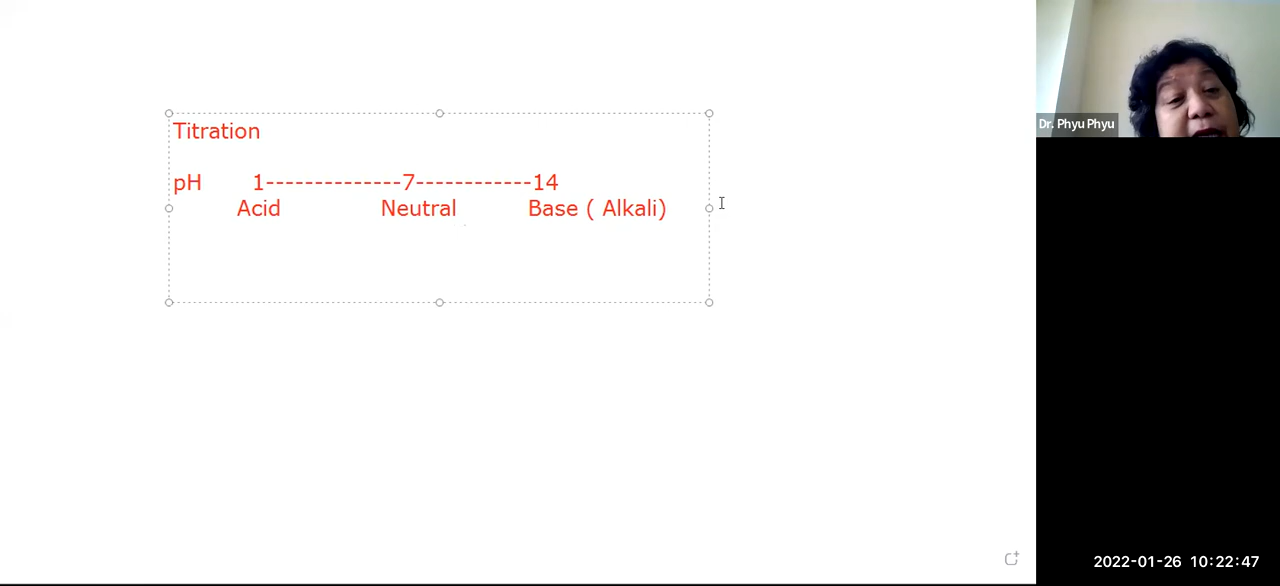 Titration
pH 1--------------7------------14
Acid Neutral Base ( Alkali)
Dr. Phyu Phyu
2022-01-26 10:22:47